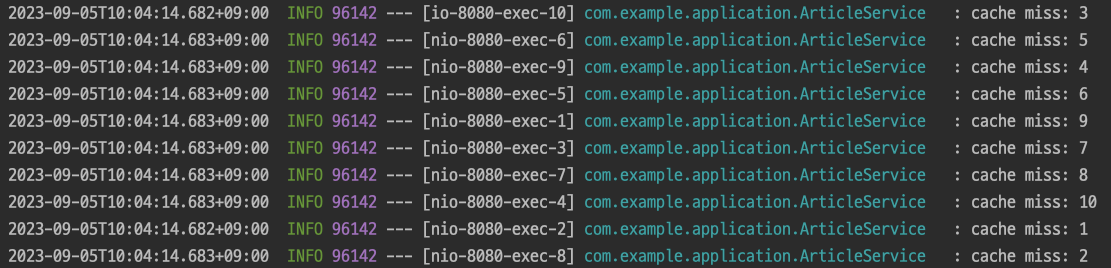 2023-09-05T10:04:14.682+09:00  INFO 96142 --- [io-8080-exec-10] com.example.application.ArticleService   : cache miss: 3
2023-09-05T10:04:14.683+09:00  INFO 96142 --- [nio-8080-exec-6] com.example.application.ArticleService   : cache miss: 5
2023-09-05T10:04:14.683+09:00  INFO 96142 --- [nio-8080-exec-9] com.example.application.ArticleService   : cache miss: 4
2023-09-05T10:04:14.683+09:00  INFO 96142 --- [nio-8080-exec-5] com.example.application.ArticleService   : cache miss: 6
2023-09-05T10:04:14.683+09:00  INFO 96142 --- [nio-8080-exec-1] com.example.application.ArticleService   : cache miss: 9
2023-09-05T10:04:14.683+09:00  INFO 96142 --- [nio-8080-exec-3] com.example.application.ArticleService   : cache miss: 7
2023-09-05T10:04:14.683+09:00  INFO 96142 --- [nio-8080-exec-7] com.example.application.ArticleService   : cache miss: 8
2023-09-05T10:04:14.683+09:00  INFO 96142 --- [nio-8080-exec-4] com.example.application.ArticleService   : cache miss: 10
2023-09-05T10:04:14.682+09:00  INFO 96142 --- [nio-8080-exec-2] com.example.application.ArticleService   : cache miss: 1
2023-09-05T10:04:14.683+09:00  INFO 96142 --- [nio-8080-exec-8] com.example.application.ArticleService   : cache miss: 2